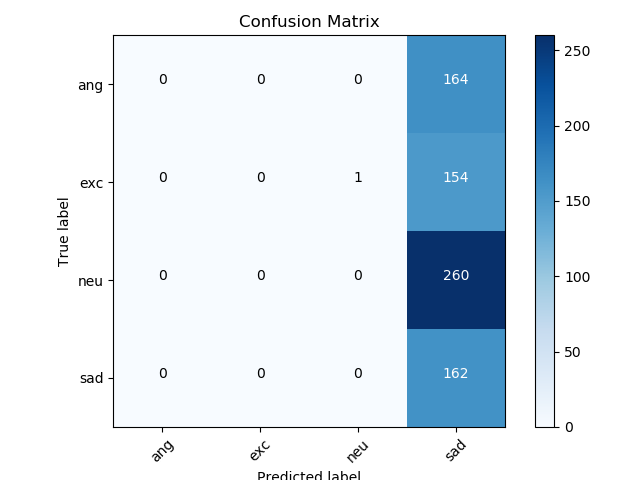 Confusion Matrix
True label
ang 0 0 0 164
exc 0 0 1 154
neu 0 0 0 260
sad 0 0 0 162
ang exc neu sad
Predicted label
250
200
150
100
50
0